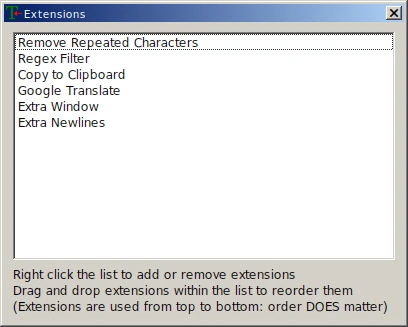 Extensions
Remove Repeated Characters
Regex Filter
Copy to Clipboard
Google Translate
Extra Window
Extra Newlines
Right click the list to add or remove extensions
Drag and drop extensions within the list to reorder them
(Extensions are used from top to bottom: order DOES matter)